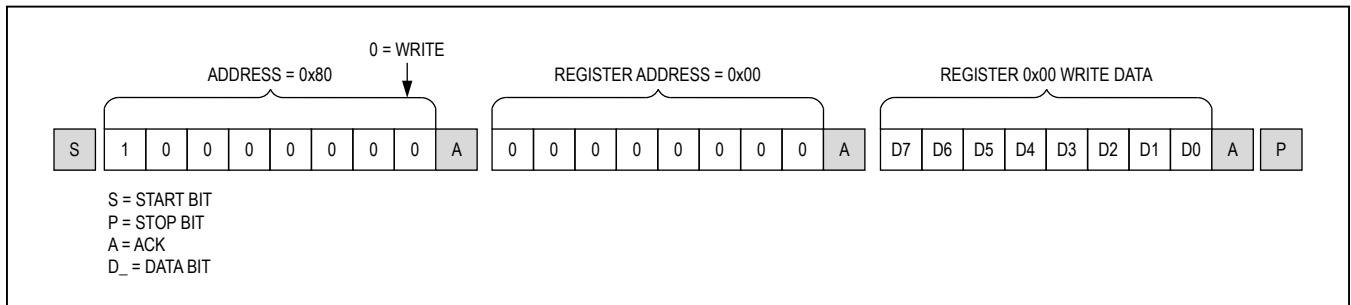 0 = WRITE
ADDRESS = 0x80 REGISTER ADDRESS = 0x00 REGISTER 0x00 WRITE DATA
S 1 0 0 0 0 0 0 0 A 0 0 0 0 0 0 0 0 A D7 D6 D5 D4 D3 D2 D1 D0 A P
S = START BIT
P = STOP BIT
A = ACK
D_ = DATA BIT